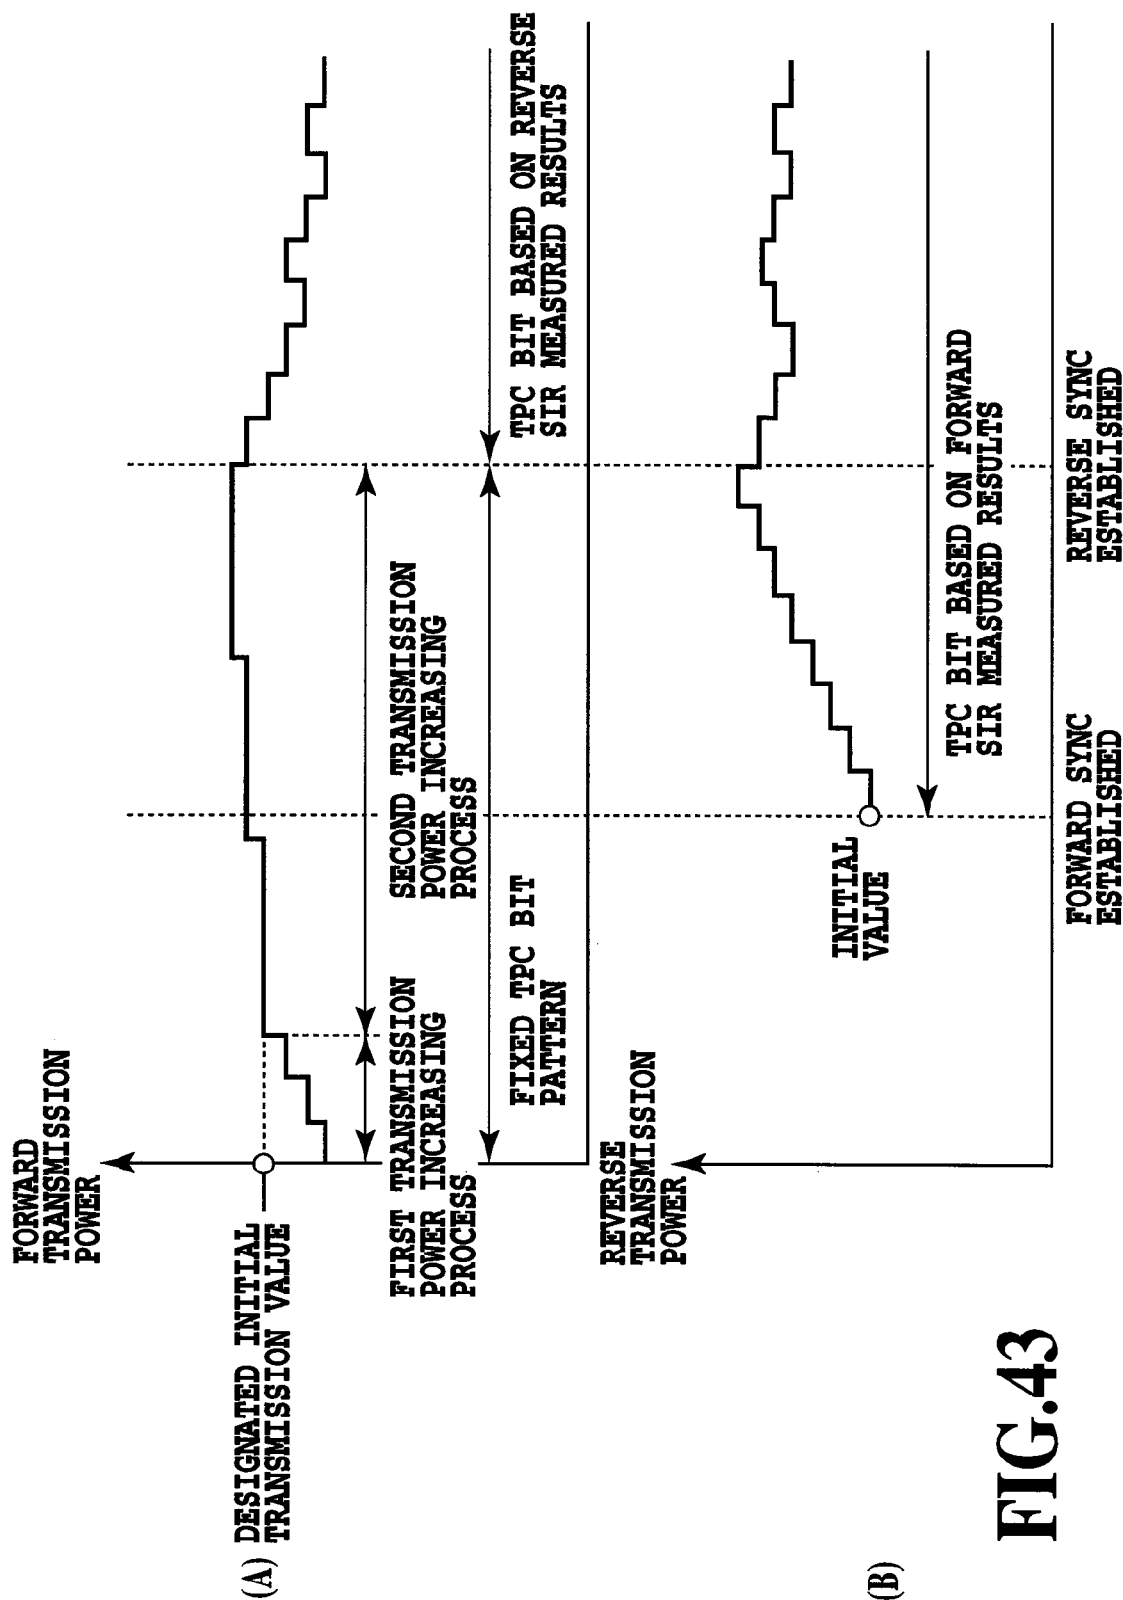 (A)
FORWARD
TRANSMISSION
POWER
DESIGNATED INITIAL
TRANSMISSION VALUE
FIRST TRANSMISSION
POWER INCREASING
PROCESS
SECOND TRANSMISSION
POWER INCREASING
PROCESS
FIXED TPC BIT
PATTERN
TPC BIT BASED ON REVERSE
SIR MEASURED RESULTS
(B)
REVERSE
TRANSMISSION
POWER
INITIAL
VALUE
TPC BIT BASED ON FORWARD
SIR MEASURED RESULTS
FORWARD SYNC
ESTABLISHED
REVERSE SYNC
ESTABLISHED
FIG.43